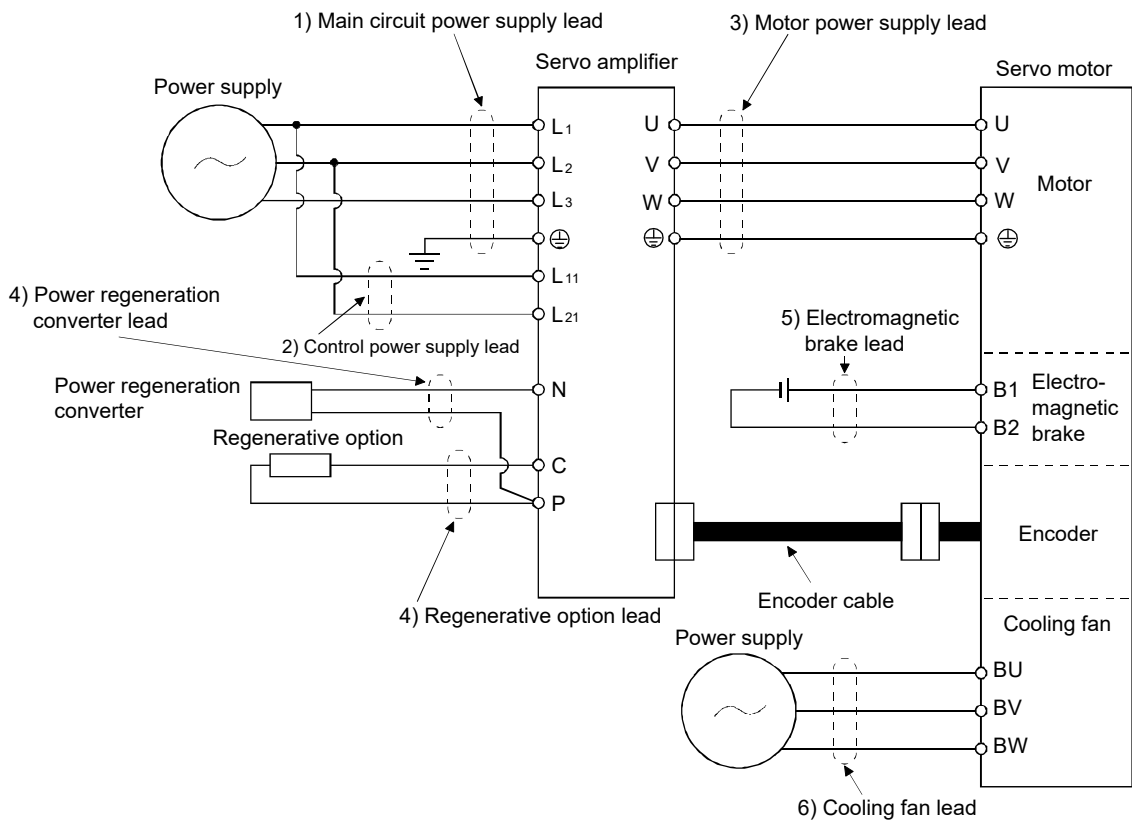 1) Main circuit power supply lead
3) Motor power supply lead
Servo amplifier
Servo motor
Power supply
L1
U
U
L2
V
V
Motor
L3
W
W
L11
4) Power regeneration
converter lead
L21
2) Control power supply lead
5) Electromagnetic
brake lead
Power regeneration
converter
N
B1
Electro-
magnetic
brake
B2
Regenerative option
C
P
Encoder
Encoder cable
4) Regenerative option lead
Cooling fan
Power supply
BU
BV
BW
6) Cooling fan lead